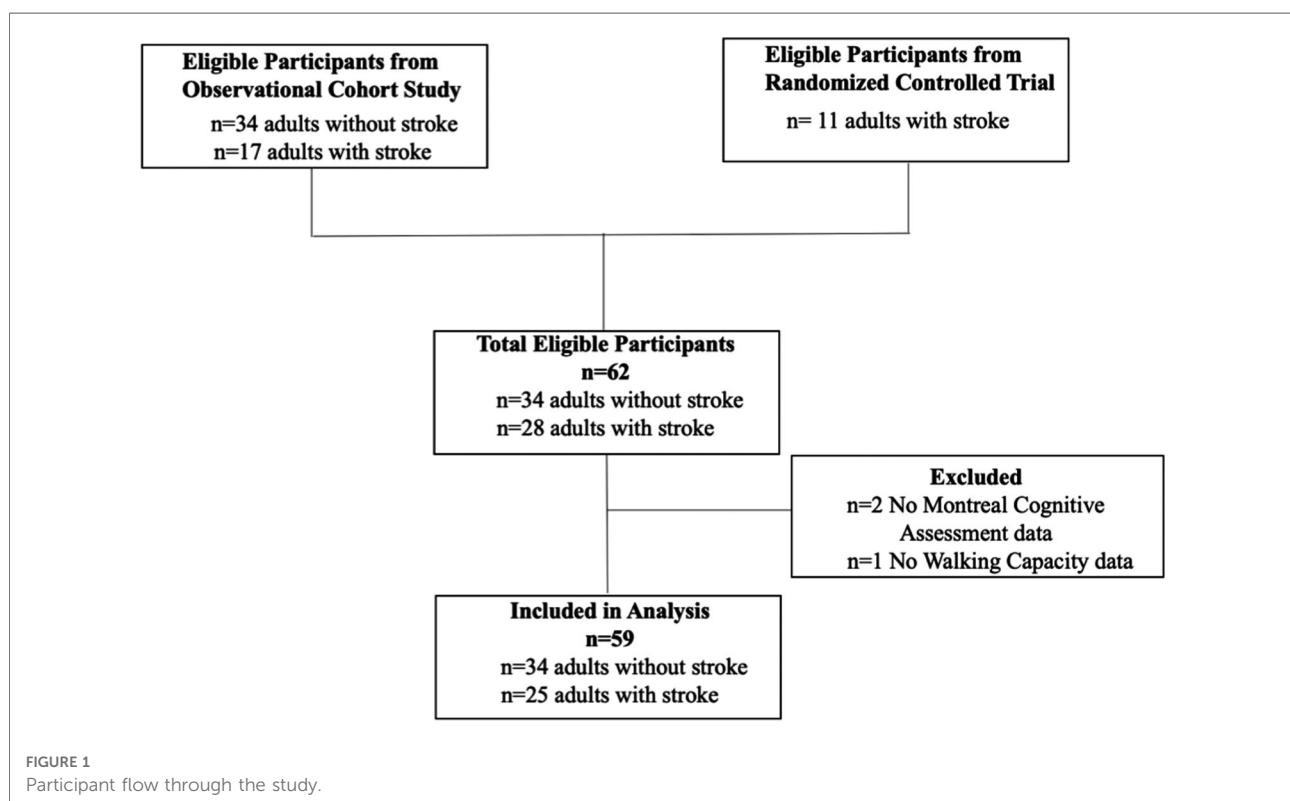 Eligible Participants from
Observational Cohort Study
n=34 adults without stroke
n=17 adults with stroke
Eligible Participants from
Randomized Controlled Trial
n= 11 adults with stroke
Total Eligible Participants
n=62
n=34 adults without stroke
n=28 adults with stroke
Excluded
n=2 No Montreal Cognitive
Assessment data
n=1 No Walking Capacity data
Included in Analysis
n=59
n=34 adults without stroke
n=25 adults with stroke
FIGURE 1
Participant flow through the study.